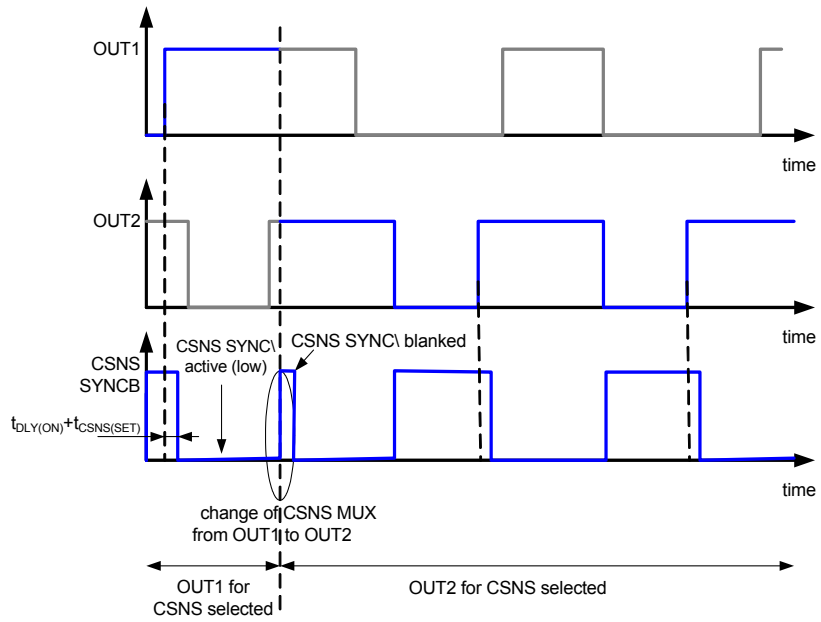 OUT1
time
OUT2
time
CSNS SYNC\
active (low)
CSNS SYNC\ blanked
CSNS
SYNCB
tDLY(ON)+tCSNS(SET)
time
change of CSNS MUX
from OUT1 to OUT2
OUT1 for
CSNS selected
OUT2 for CSNS selected